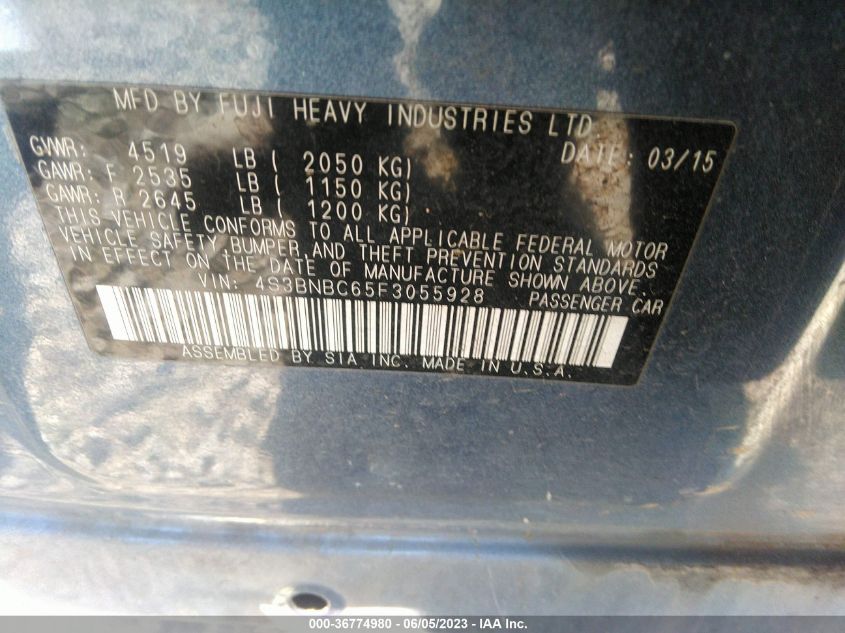 MFD BY FUJI HEAVY INDUSTRIES LTD.
DATE: 03/15
GVWR: 4519 LB ( 2050 KG)
GAWR: F 2535 LB ( 1150 KG)
GAWR: R 2645 LB ( 1200 KG)
THIS VEHICLE CONFORMS TO ALL APPLICABLE FEDERAL MOTOR
VEHICLE SAFETY, BUMPER, AND THEFT PREVENTION STANDARDS
IN EFFECT ON THE DATE OF MANUFACTURE SHOWN ABOVE.
VIN: 4S3BNBC65F3055928 PASSENGER CAR
ASSEMBLED BY SIA, INC. MADE IN U.S.A.
000-36774980 - 06/05/2023 - IAA Inc.